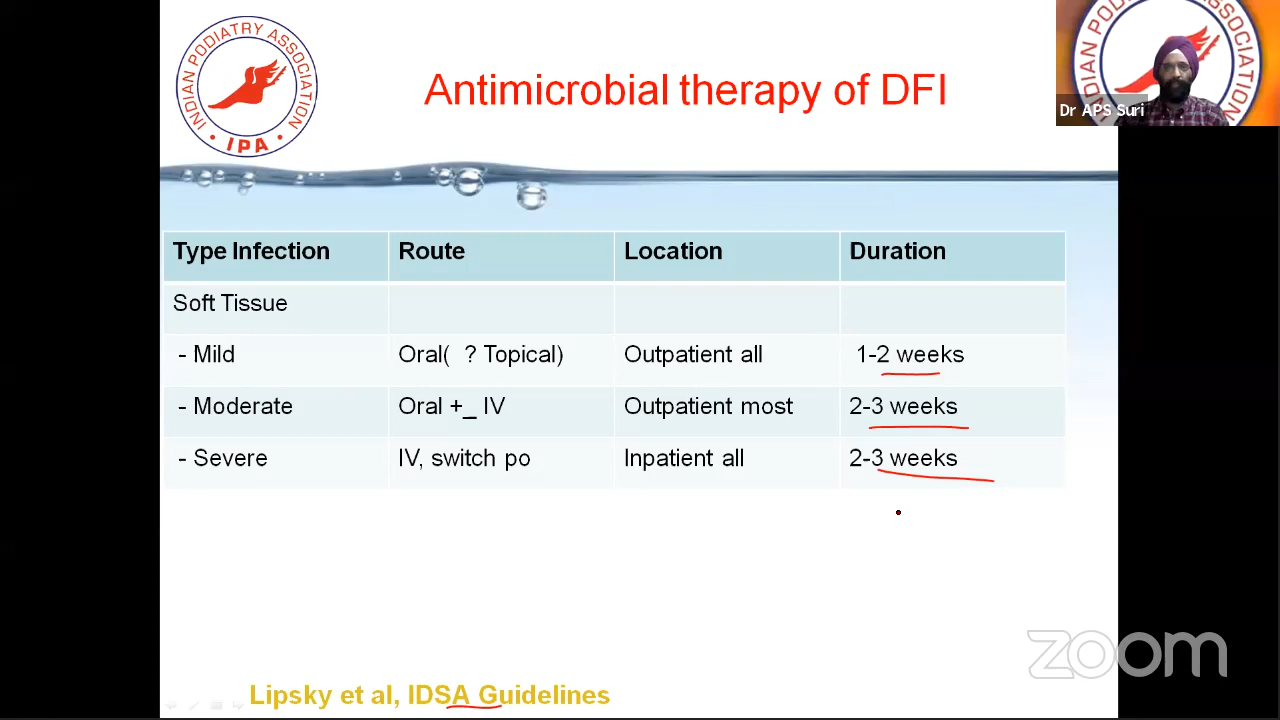 INDIAN PODIATRY ASSOCIATION
• IPA •
Antimicrobial therapy of DFI
Dr APS Suri
Type Infection Route Location Duration
Soft Tissue
- Mild Oral( ? Topical) Outpatient all 1-2 weeks
- Moderate Oral +_ IV Outpatient most 2-3 weeks
- Severe IV, switch po Inpatient all 2-3 weeks
zoom
Lipsky et al, IDSA Guidelines